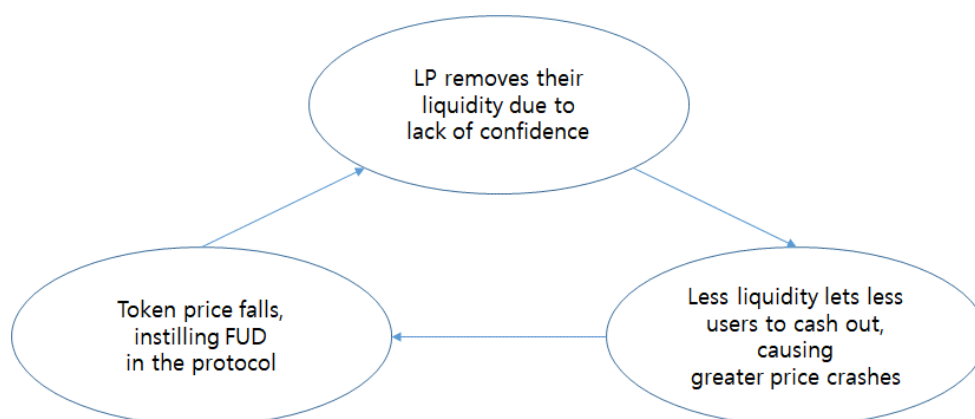 LP removes their
liquidity due to
lack of confidence
Token price falls,
instilling FUD
in the protocol
Less liquidity lets less
users to cash out,
causing
greater price crashes